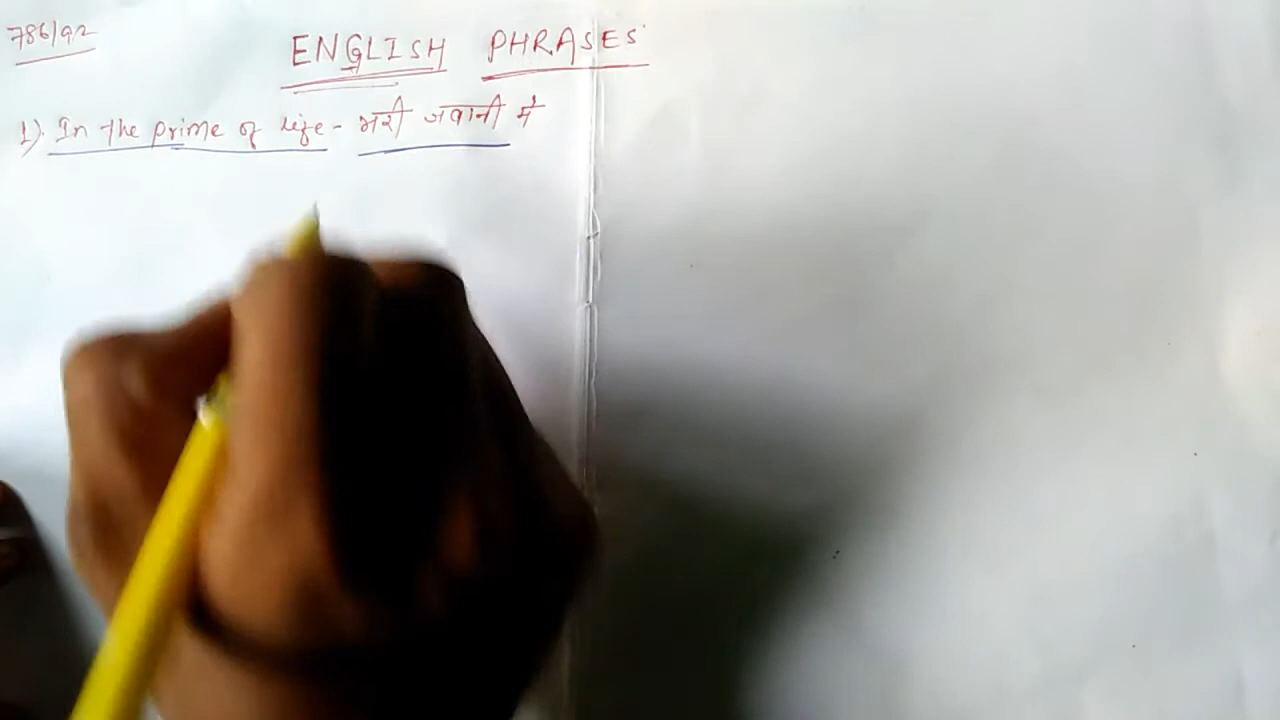 786/92
ENGLISH PHRASES
1). In the prime of life - भरी जवानी में